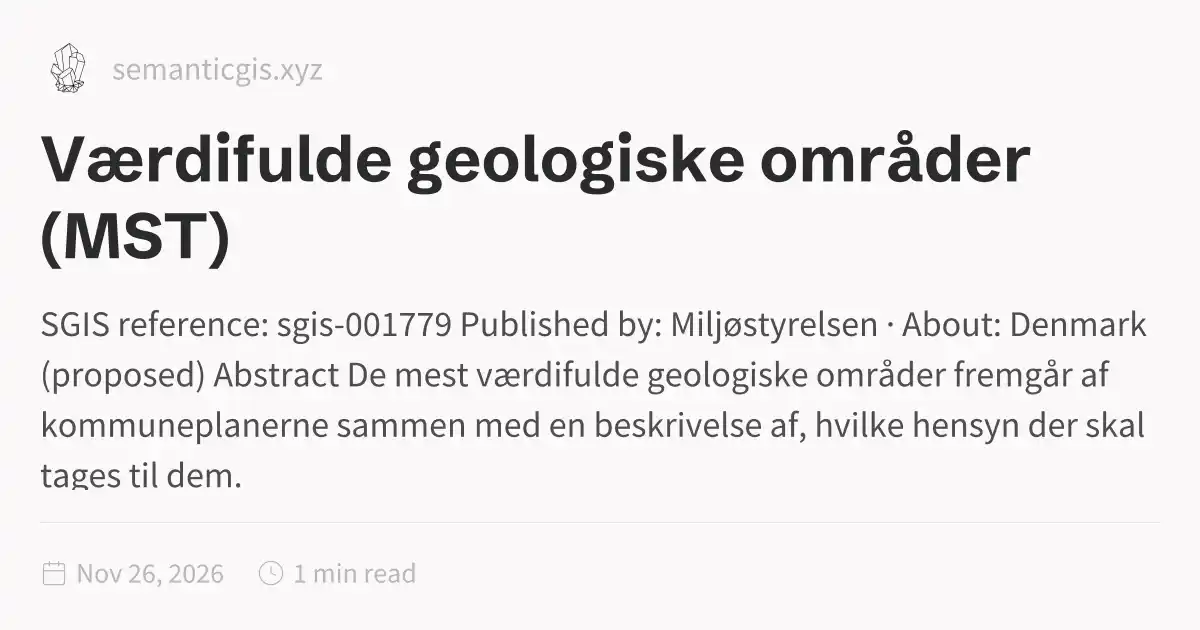 semanticgis.xyz
Værdifulde geologiske områder
(MST)
SGIS reference: sgis-001779 Published by: Miljøstyrelsen · About: Denmark
(proposed) Abstract De mest værdifulde geologiske områder fremgår af
kommuneplanerne sammen med en beskrivelse af, hvilke hensyn der skal
tages til dem.
Nov 26, 2026 1 min read